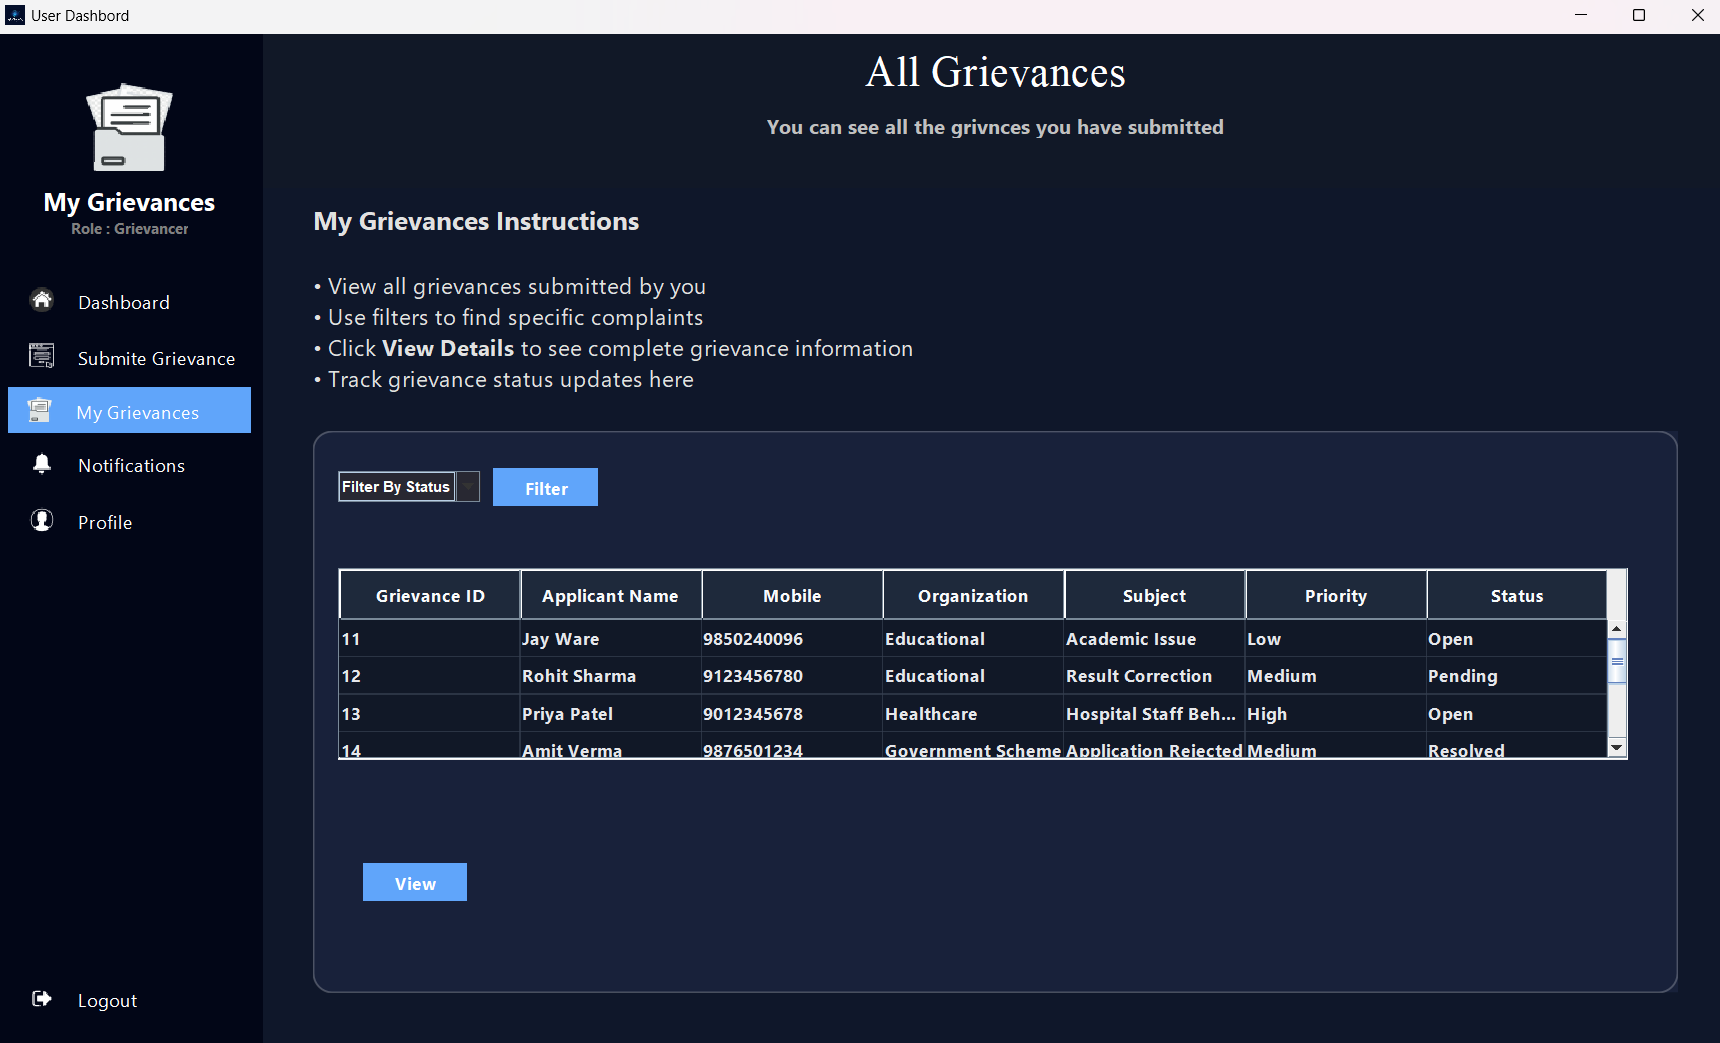 User Dashbord
My Grievances
Role : Grievancer
Dashboard
Submite Grievance
My Grievances
Notifications
Profile
Logout
All Grievances
You can see all the grivnces you have submitted
My Grievances Instructions
• View all grievances submitted by you
• Use filters to find specific complaints
• Click View Details to see complete grievance information
• Track grievance status updates here
Filter By Status Filter
Grievance ID Applicant Name Mobile Organization Subject Priority Status
11 Jay Ware 9850240096 Educational Academic Issue Low Open
12 Rohit Sharma 9123456780 Educational Result Correction Medium Pending
13 Priya Patel 9012345678 Healthcare Hospital Staff Beh... High Open
14 Amit Verma 9876501234 Government Scheme Application Rejected Medium Resolved
View